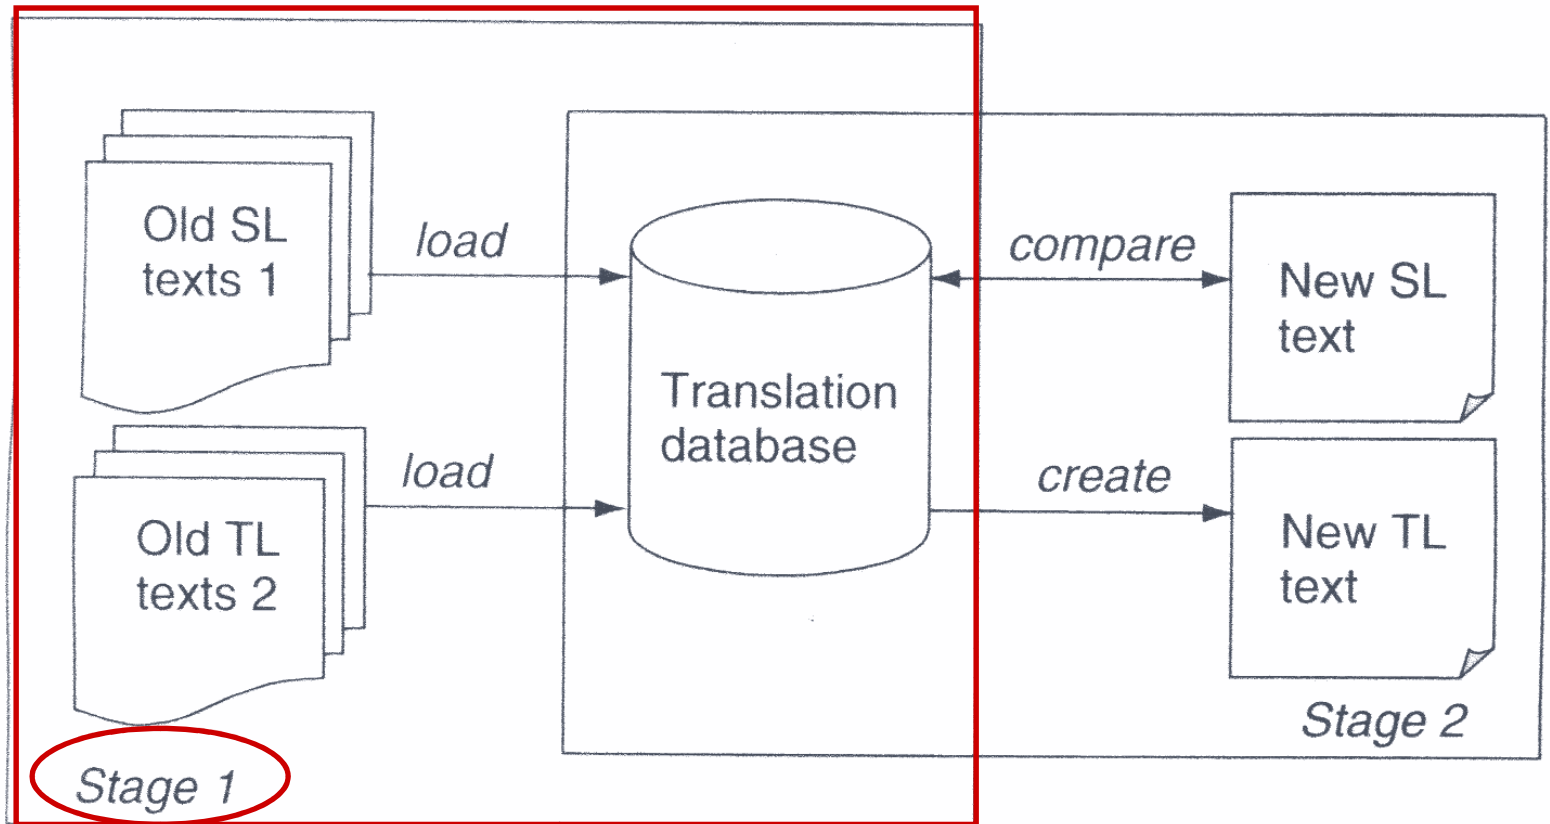 Old SL
texts 1
load
compare
New SL
text
Translation
database
Old TL
texts 2
load
create
New TL
text
Stage 1
Stage 2